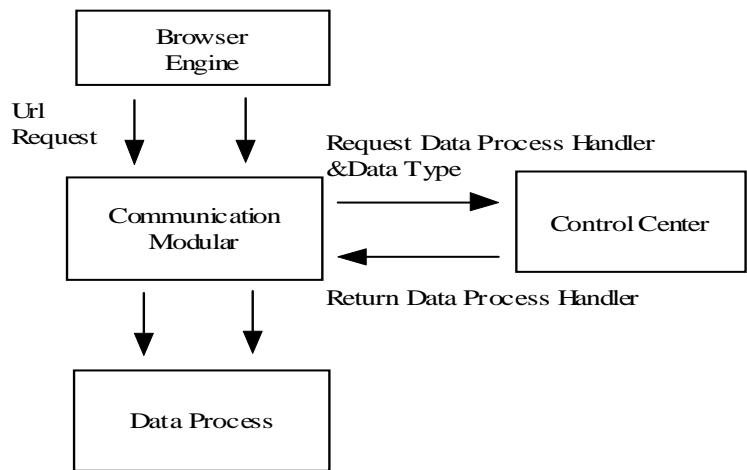 Browser
Engine
Url
Request
Request Data Process Handler
&Data Type
Communication
Modular
Control Center
Return Data Process Handler
Data Process